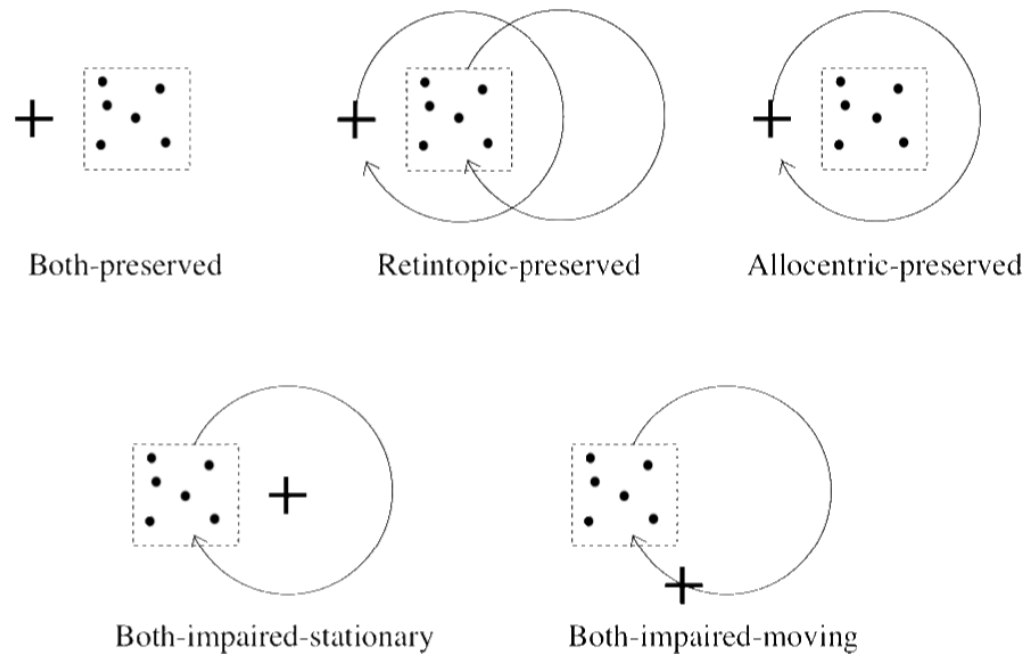 Both-preserved
Retintopic-preserved
Allocentric-preserved
Both-impaired-stationary
Both-impaired-moving